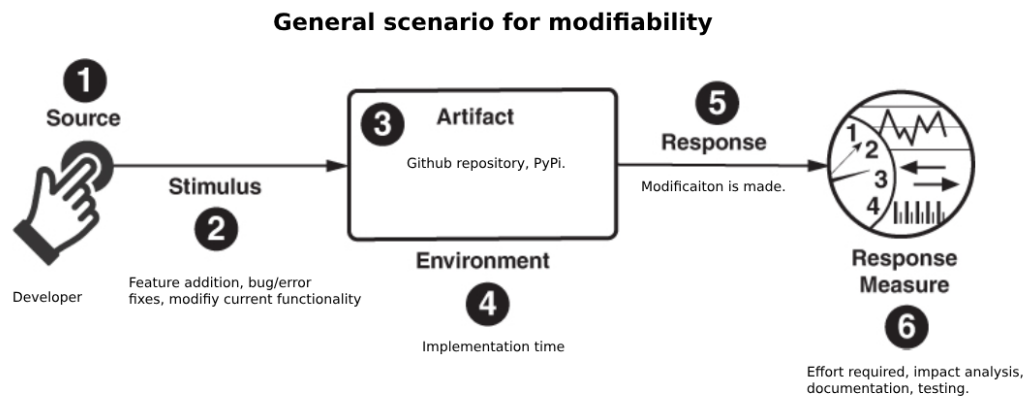 General scenario for modifiability
1
Source
Stimulus
2
Developer
Feature addition, bug/error
fixes, modifiy current functionality
3
Artifact
Github repository, PyPi.
Environment
4
Implementation time
5
Response
Modificaiton is made.
1
2
3
4
Response
Measure
6
Effort required, impact analysis,
documentation, testing.